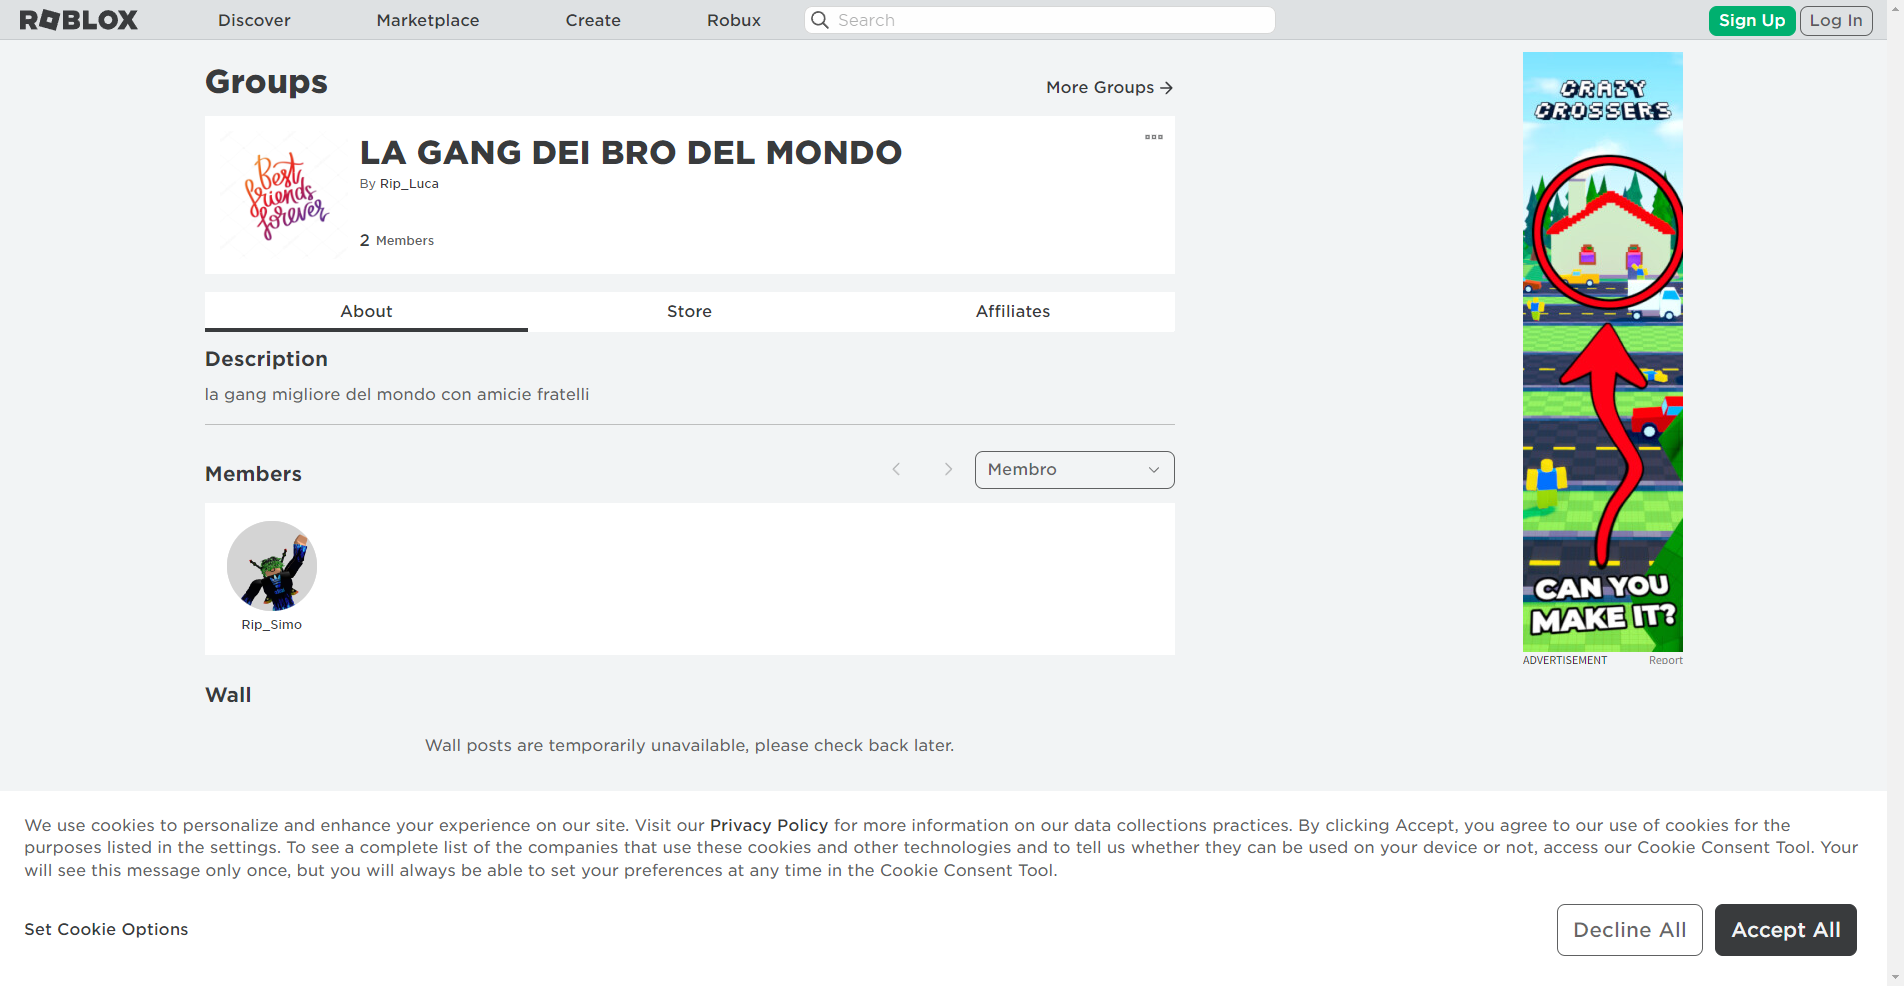 ROBLOX Discover Marketplace Create Robux Search Sign Up Log In
Groups
More Groups
Best friends forever
LA GANG DEI BRO DEL MONDO
By Rip_Luca
2 Members
About Store Affiliates
Description
la gang migliore del mondo con amicie fratelli
Members
Membro
Rip_Simo
Wall
Wall posts are temporarily unavailable, please check back later.
CRAZY
CROSSERS
CAN YOU
MAKE IT?
ADVERTISEMENT Report
We use cookies to personalize and enhance your experience on our site. Visit our Privacy Policy for more information on our data collections practices. By clicking Accept, you agree to our use of cookies for the
purposes listed in the settings. To see a complete list of the companies that use these cookies and other technologies and to tell us whether they can be used on your device or not, access our Cookie Consent Tool. Your
will see this message only once, but you will always be able to set your preferences at any time in the Cookie Consent Tool.
Set Cookie Options
Decline All Accept All